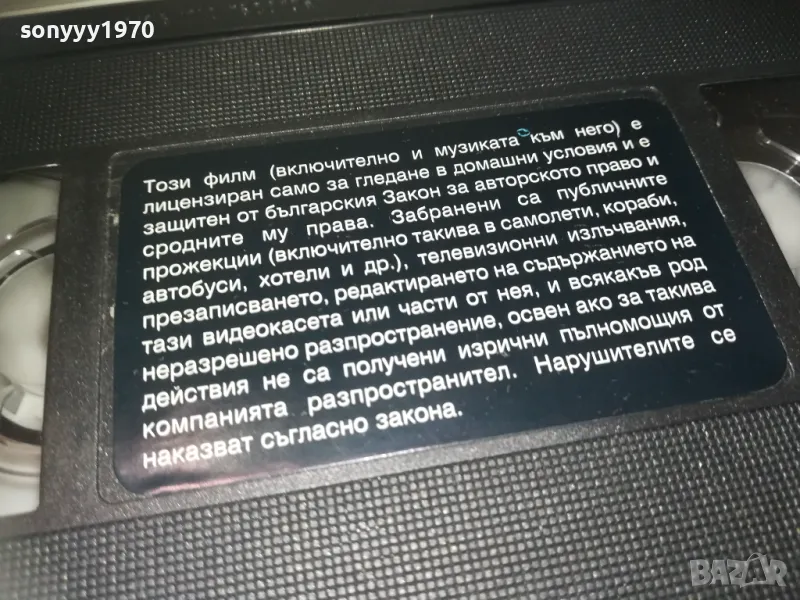 sonyyy1970
Този филм (включително и музиката към него) е
лицензиран само за гледане в домашни условия и е
защитен от българския Закон за авторското право и
сродните му права. Забранени са публичните
прожекции (включително такива в самолети, кораби,
автобуси, хотели и др.), телевизионни излъчвания,
презаписването, редактирането на съдържанието на
тази видеокасета или части от нея, и всякакъв род
неразрешено разпространение, освен ако за такива
действия не са получени изрични пълномощия от
компанията разпространител. Нарушителите се
наказват съгласно закона.
BAZAR